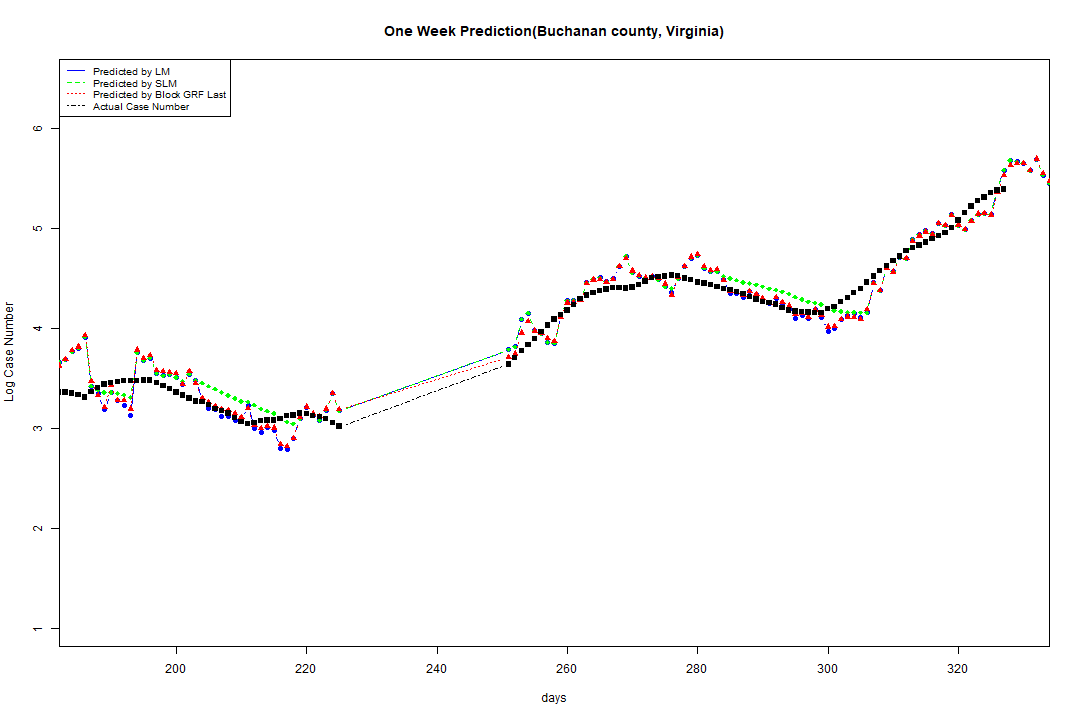 One Week Prediction(Buchanan county, Virginia)
Predicted by LM
Predicted by SLM
Predicted by Block GRF Last
Actual Case Number
Log Case Number
6
5
4
3
2
1
200 220 240 260 280 300 320
days